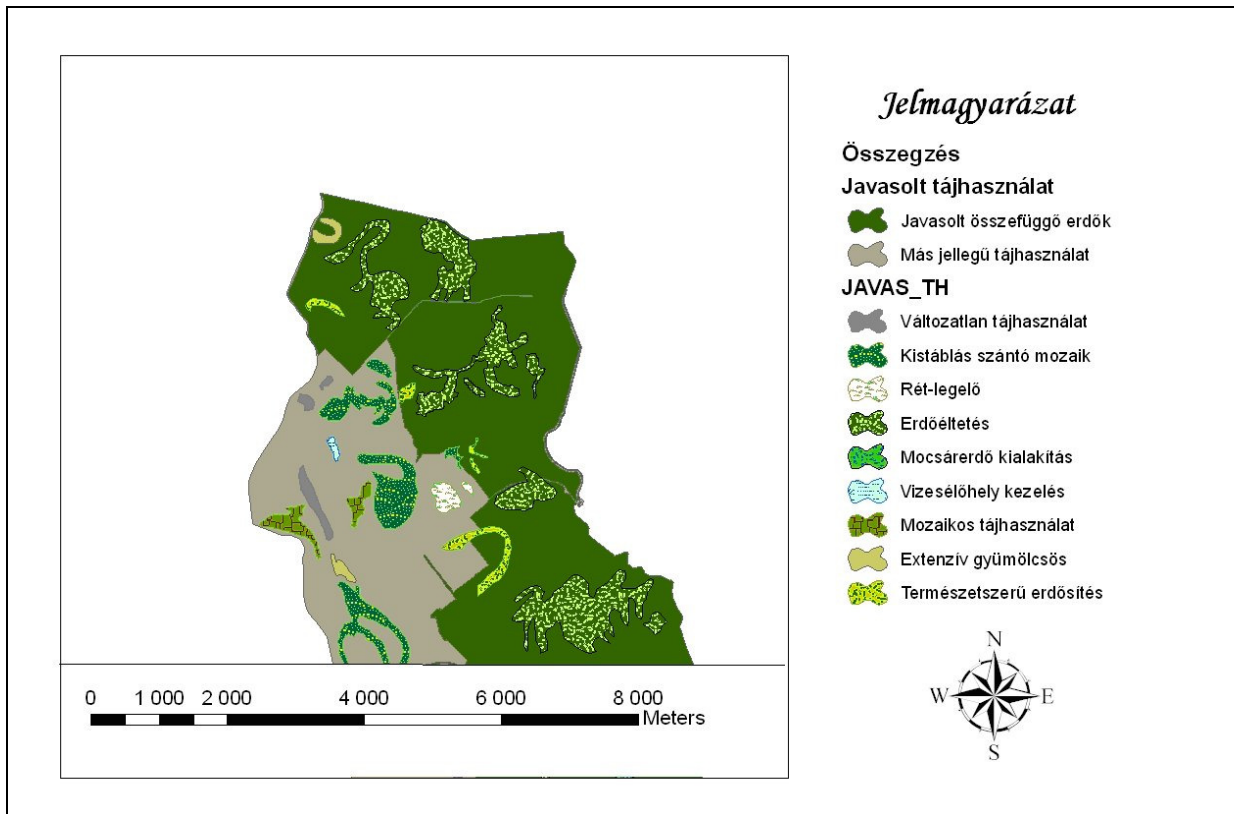 Jelmagyarázat
Összegzés
Javasolt tájhasználat
Javasolt összefüggő erdők
Más jellegű tájhasználat
JAVAS_TH
Változatlan tájhasználat
Kistáblás szántó mozaik
Rét-legelő
Erdőéltetés
Mocsárerdő kialakítás
Vizesélőhely kezelés
Mozaikos tájhasználat
Extenzív gyümölcsös
Természetszerű erdősítés
N
W E
S
0 1 000 2 000 4 000 6 000 8 000
Meters